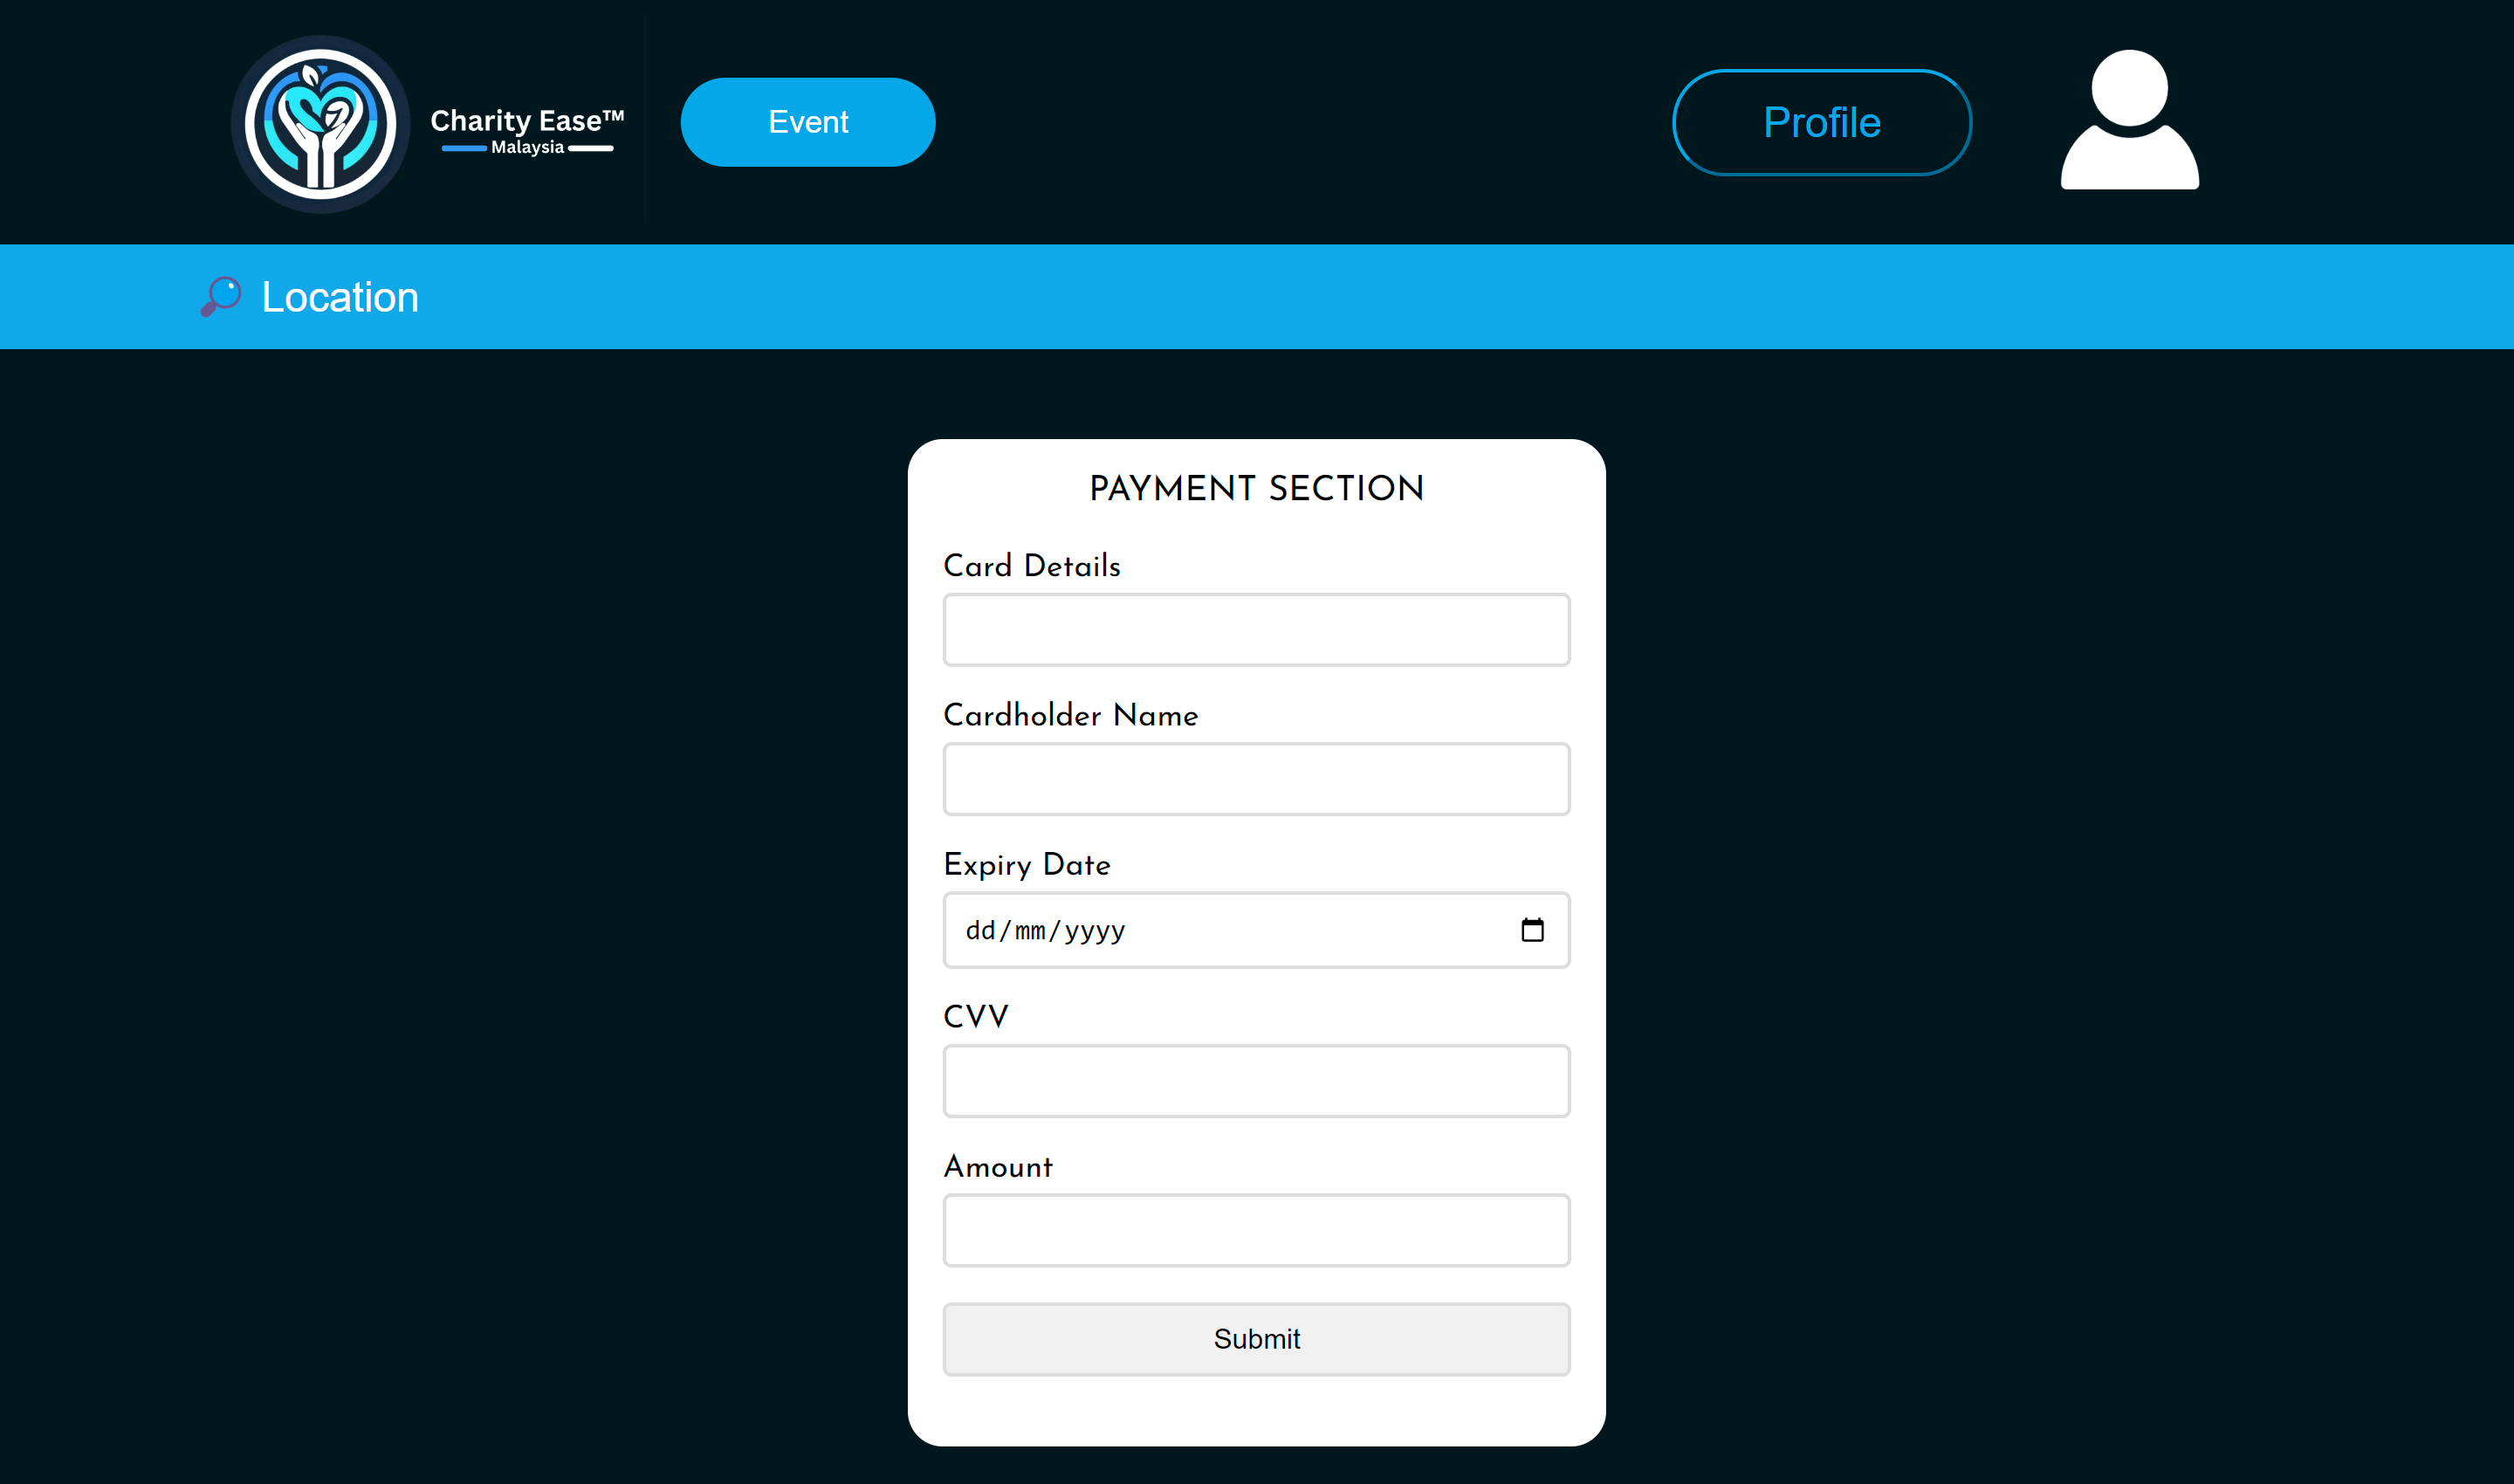 Charity Ease™
Malaysia
Event
Profile
Location
PAYMENT SECTION
Card Details
Cardholder Name
Expiry Date
dd/mm/yyyy
CVV
Amount
Submit